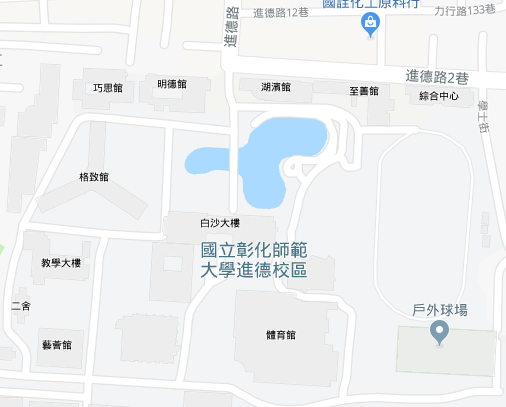 國註化工原料行
力行路133巷
進德路12巷
進德路
進德路2巷
巧思館
明德館
湖濱館
至善館
綜合中心
學士街
格致館
白沙大樓
國立彰化師範
大學進德校區
教學大樓
二舍
戶外球場
體育館
藝薈館